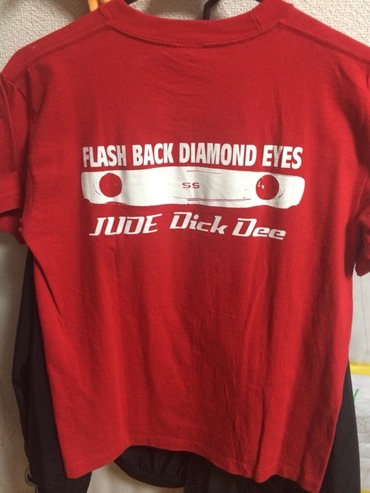 FLASH BACK DIAMOND EYES
SS
JUDE Dick Dee